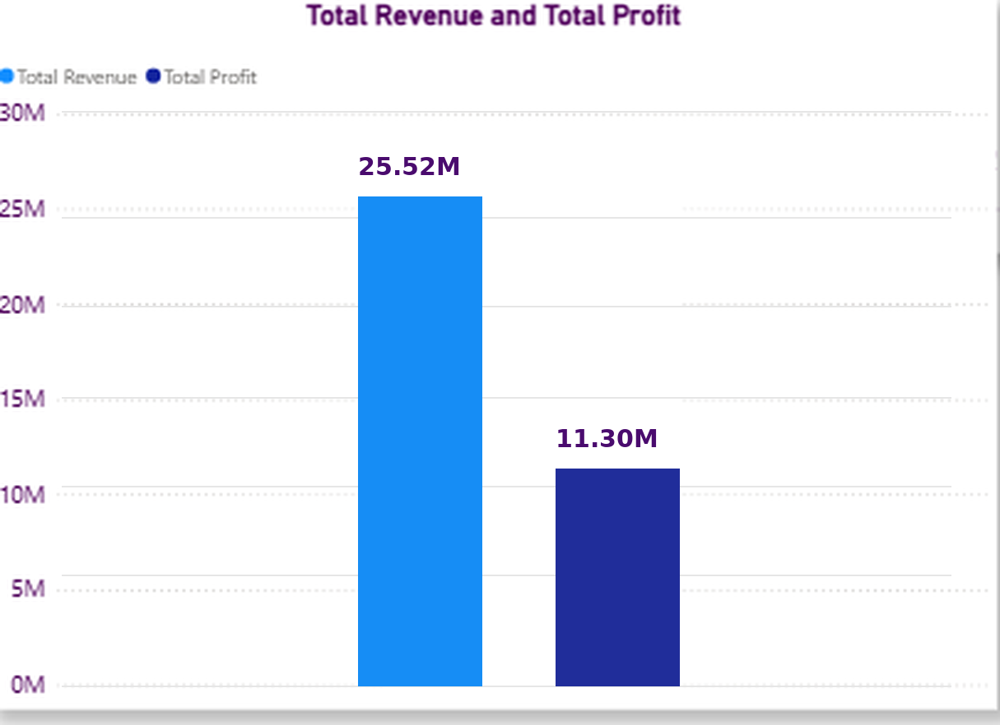 Total Revenue and Total Profit
Total Revenue Total Profit
30M
25.52M
25M
20M
15M
11.30M
10M
5M
0M